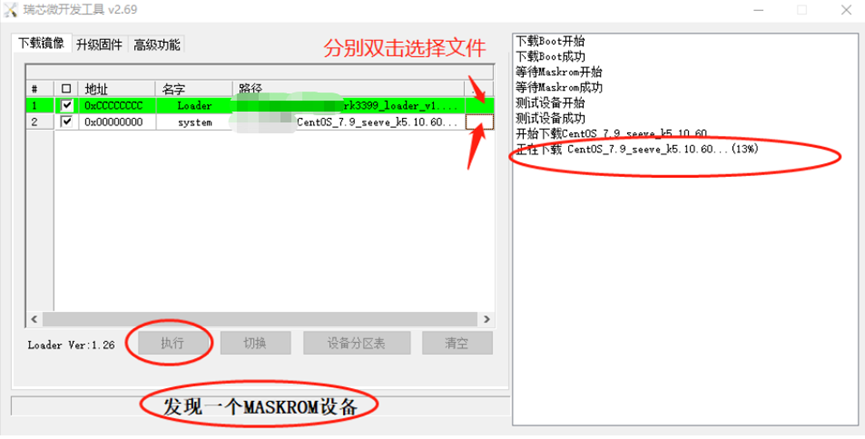 瑞芯微开发工具 v2.69
下载镜像 升级固件 高级功能
分别双击选择文件
# 地址 名字 路径
1 0xCCCCCCCC Loader rk3399_loader_v1....
2 0x00000000 system CentOS_7.9_seeve_k5.10.60...
Loader Ver:1.26 执行 切换 设备分区表 清空
发现一个MASKROM设备
下载Boot开始
下载Boot成功
等待Maskrom开始
等待Maskrom成功
测试设备开始
测试设备成功
开始下载CentOS_7.9_seeve_k5.10.60
正在下载 CentOS_7.9_seeve_k5.10.60...(13%)